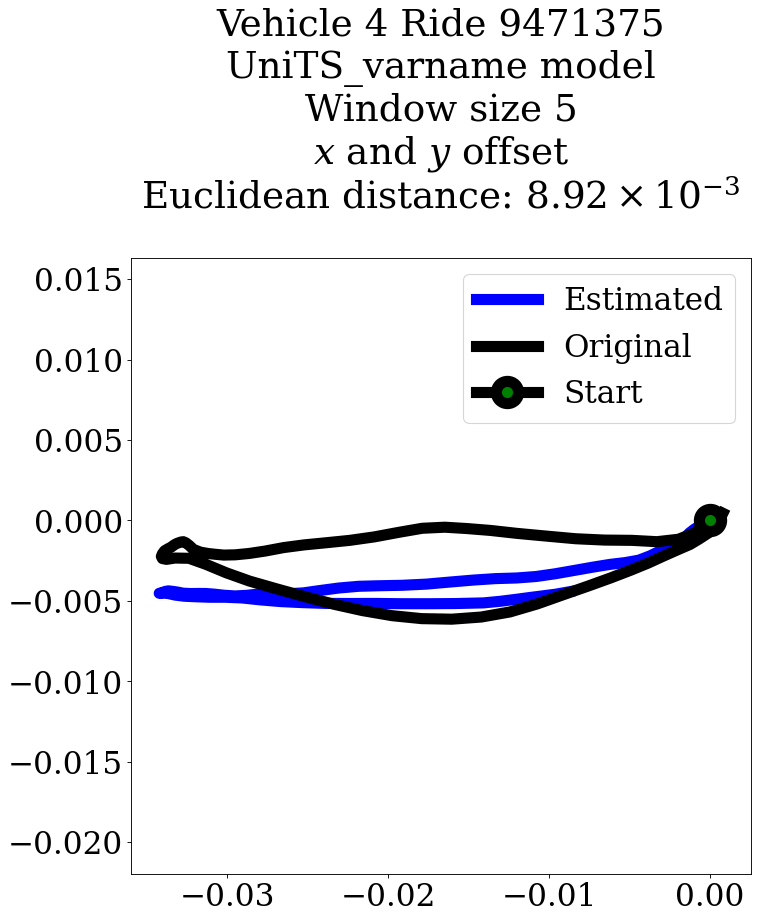 Vehicle 4 Ride 9471375
UniTS_varname model
Window size 5
x and y offset
Euclidean distance: 8.92 × 10⁻³
Estimated
Original
Start
0.015
0.010
0.005
0.000
−0.005
−0.010
−0.015
−0.020
−0.03 −0.02 −0.01 0.00